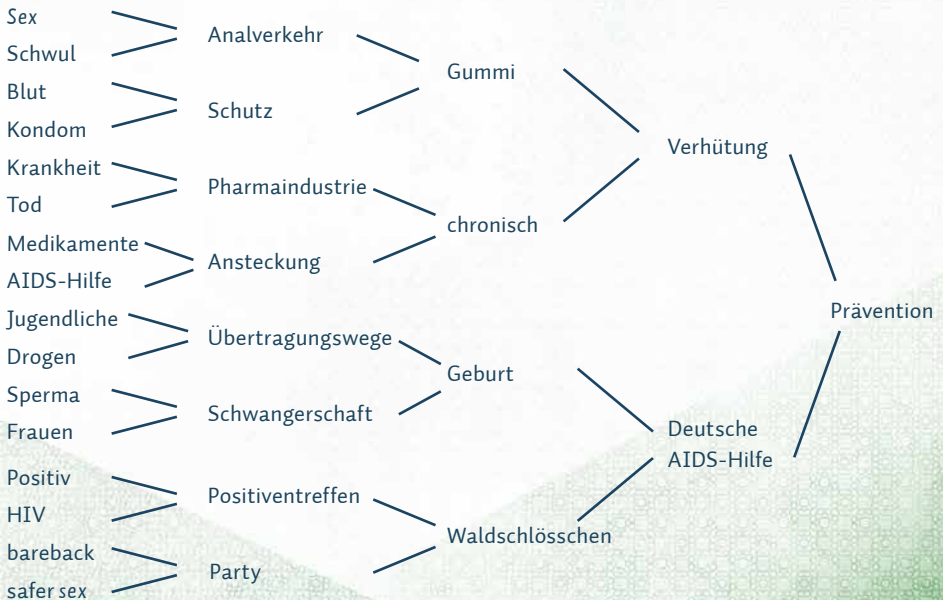 Sex
Schwul
Blut
Kondom
Krankheit
Tod
Medikamente
AIDS-Hilfe
Jugendliche
Drogen
Sperma
Frauen
Positiv
HIV
bareback
safer sex
Analverkehr
Schutz
Pharmaindustrie
Ansteckung
Übertragungswege
Schwangerschaft
Positiventreffen
Party
Gummi
chronisch
Geburt
Waldschlösschen
Verhütung
Deutsche
AIDS-Hilfe
Prävention